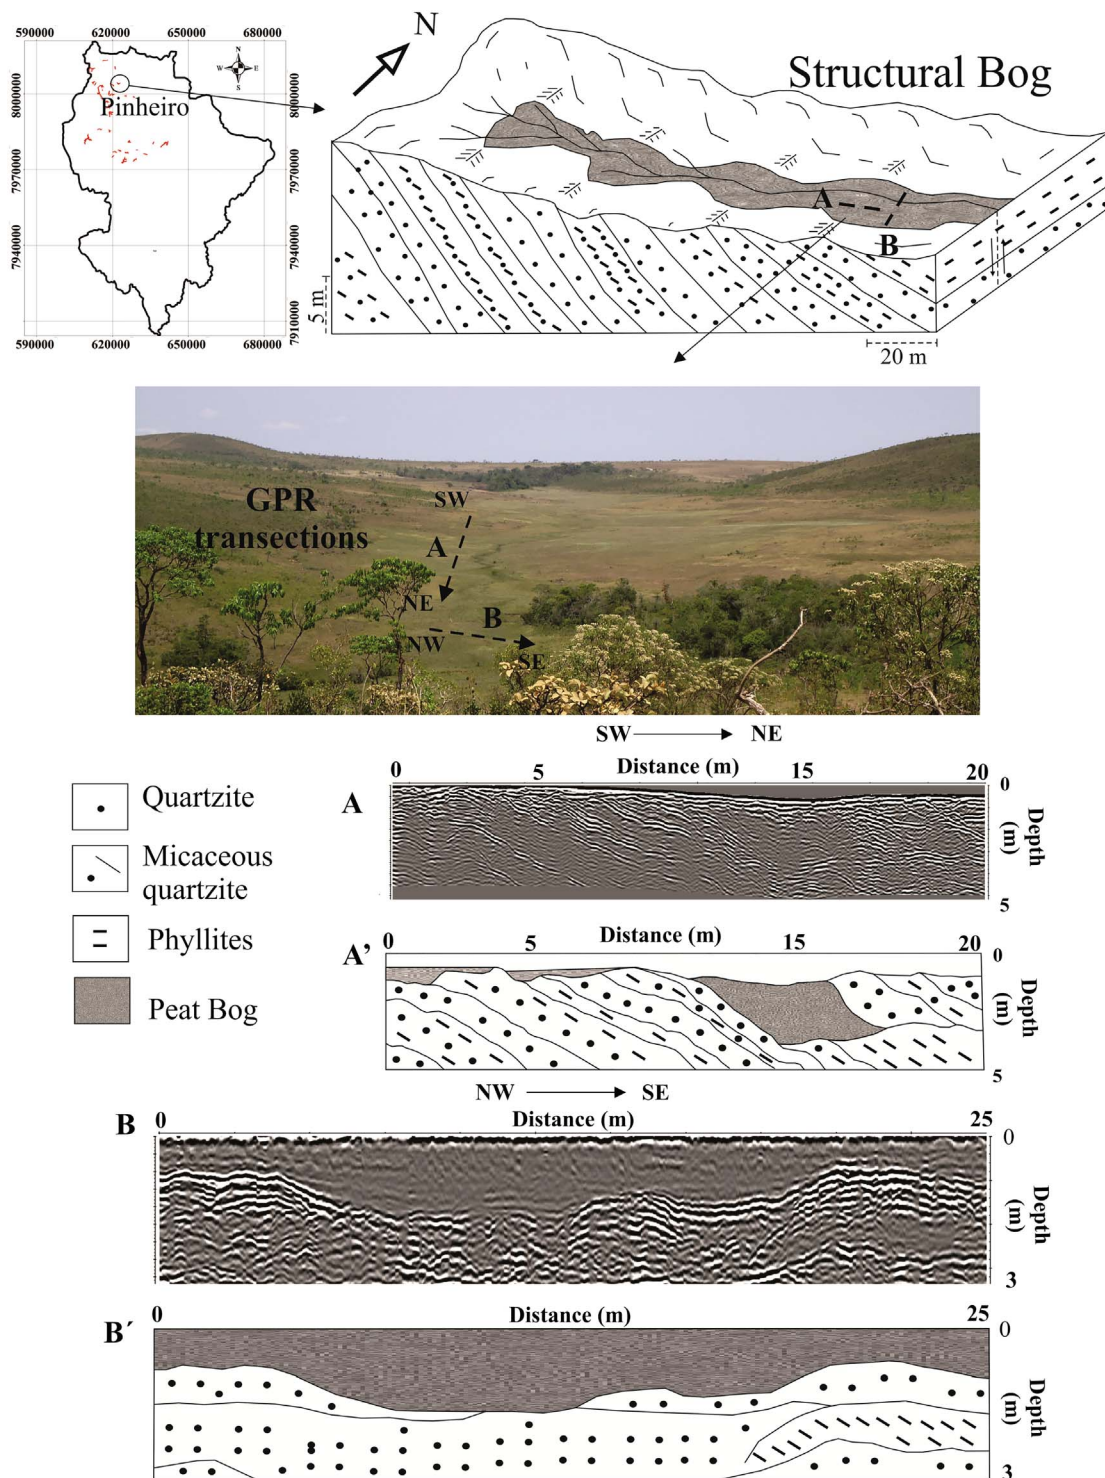 590000 620000 650000 680000
8000000
7970000
7940000
7910000
N
W E
S
Pinheiro
590000 620000 650000 680000
N
Structural Bog
A
B
5 m
20 m
GPR
transections
SW
A
NE
B
NW
SE
SW NE
Quartzite
Micaceous
quartzite
Phyllites
Peat Bog
A
0 5 Distance (m) 15 20
0
Depth
(m)
5
A’
0 5 Distance (m) 15 20
0
Depth
(m)
5
NW SE
B
0 Distance (m) 25
0
Depth
(m)
3
B´
0 Distance (m) 25
0
Depth
(m)
3